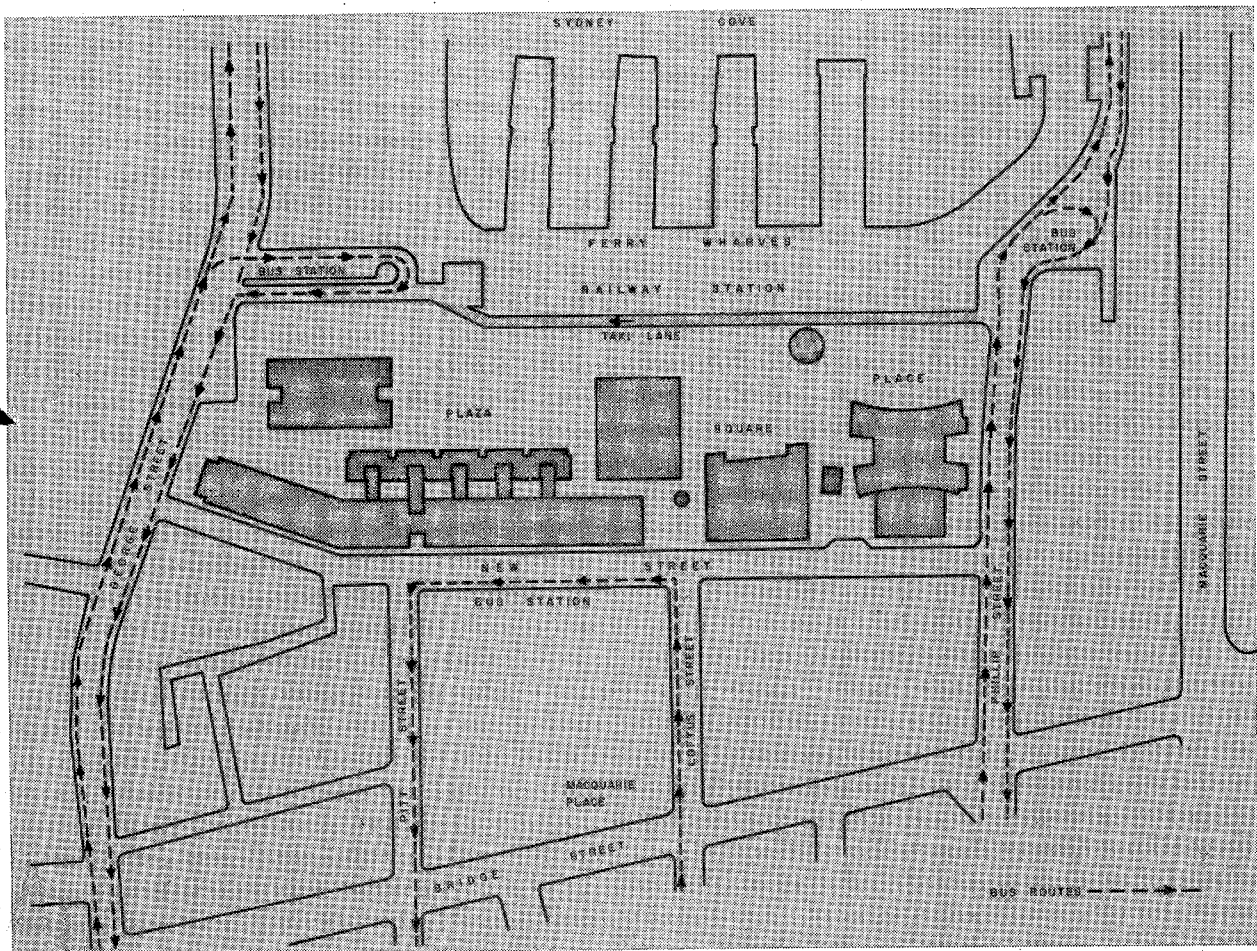 SYDNEY COVE
FERRY WHARVES
BUS STATION
BUS
STATION
RAILWAY STATION
TAXI LANE
PLACE
PLAZA
SQUARE
GEORGE STREET
MACQUARIE STREET
NEW STREET
BUS STATION
PHILLIP STREET
LOFTUS STREET
PITT STREET
MACQUARIE
PLACE
BRIDGE STREET
BUS ROUTES